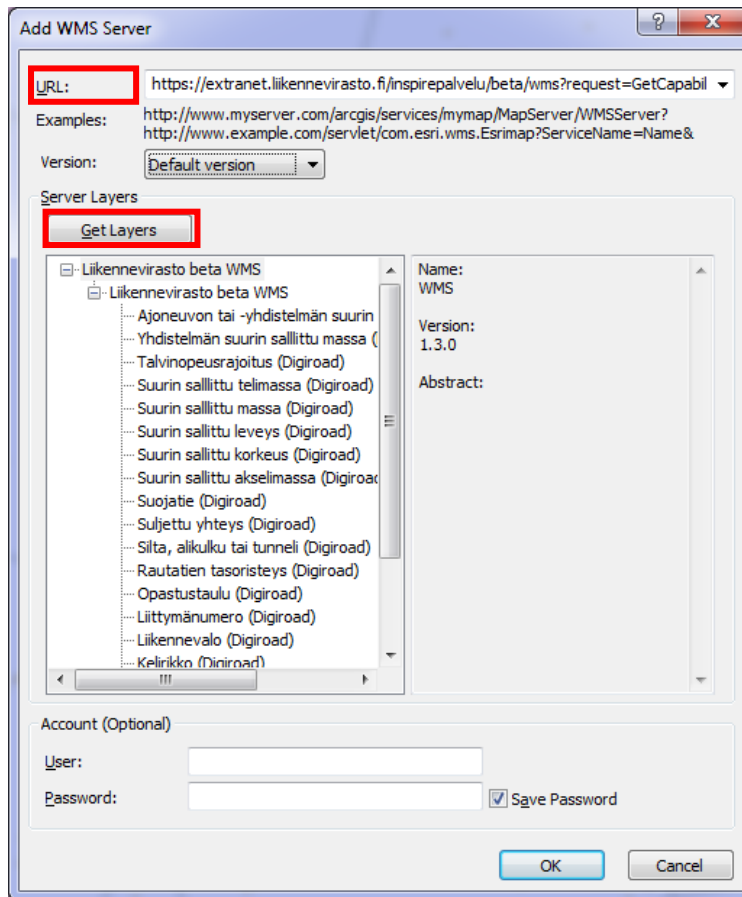 Add WMS Server
URL: https://extranet.liikennevirasto.fi/inspirepalvelu/beta/wms?request=GetCapabil
Examples: http://www.myserver.com/arcgis/services/mymap/MapServer/WMSServer?
http://www.example.com/servlet/com.esri.wms.Esrimap?ServiceName=Name&
Version: Default version
Server Layers
Get Layers
Liikennevirasto beta WMS
Liikennevirasto beta WMS
Ajoneuvon tai -yhdistelmän suurin
Yhdistelmän suurin salllittu massa (
Talvinopeusrajoitus (Digiroad)
Suurin salllittu telimassa (Digiroad)
Suurin salllittu massa (Digiroad)
Suurin sallittu leveys (Digiroad)
Suurin sallittu korkeus (Digiroad)
Suurin sallittu akselimassa (Digiroad
Suojatie (Digiroad)
Suljettu yhteys (Digiroad)
Silta, alikulku tai tunneli (Digiroad)
Rautatien tasoristeys (Digiroad)
Opastustaulu (Digiroad)
Liittymänumero (Digiroad)
Liikennevalo (Digiroad)
Kelirikko (Digiroad)
Name:
WMS
Version:
1.3.0
Abstract:
Account (Optional)
User:
Password:
Save Password
OK Cancel